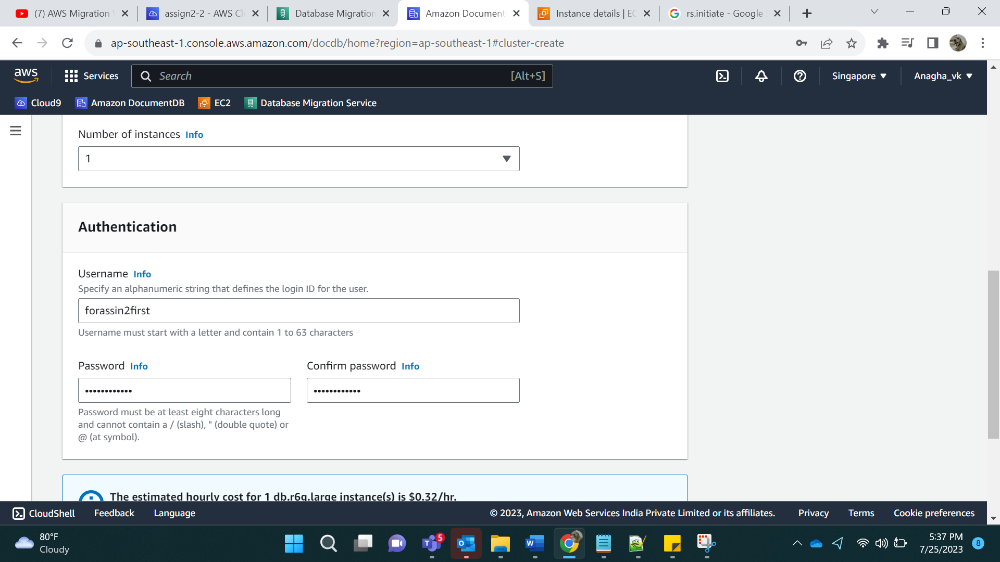 (7) AWS Migration
assign2-2 - AWS Clo
Database Migration
Amazon Document
Instance details | EC
rs.initiate - Google
ap-southeast-1.console.aws.amazon.com/docdb/home?region=ap-southeast-1#cluster-create
aws
Services
Search
[Alt+S]
Singapore
Anagha_vk
Cloud9
Amazon DocumentDB
EC2
Database Migration Service
Number of instances Info
1
Authentication
Username Info
Specify an alphanumeric string that defines the login ID for the user.
forassin2first
Username must start with a letter and contain 1 to 63 characters
Password Info
Confirm password Info
••••••••••••
••••••••••••
Password must be at least eight characters long
and cannot contain a / (slash), " (double quote) or
@ (at symbol).
The estimated hourly cost for 1 db.r6g.large instance(s) is $0.32/hr.
CloudShell
Feedback
Language
© 2023, Amazon Web Services India Private Limited or its affiliates.
Privacy
Terms
Cookie preferences
80°F
Cloudy
5
5:37 PM
7/25/2023
8